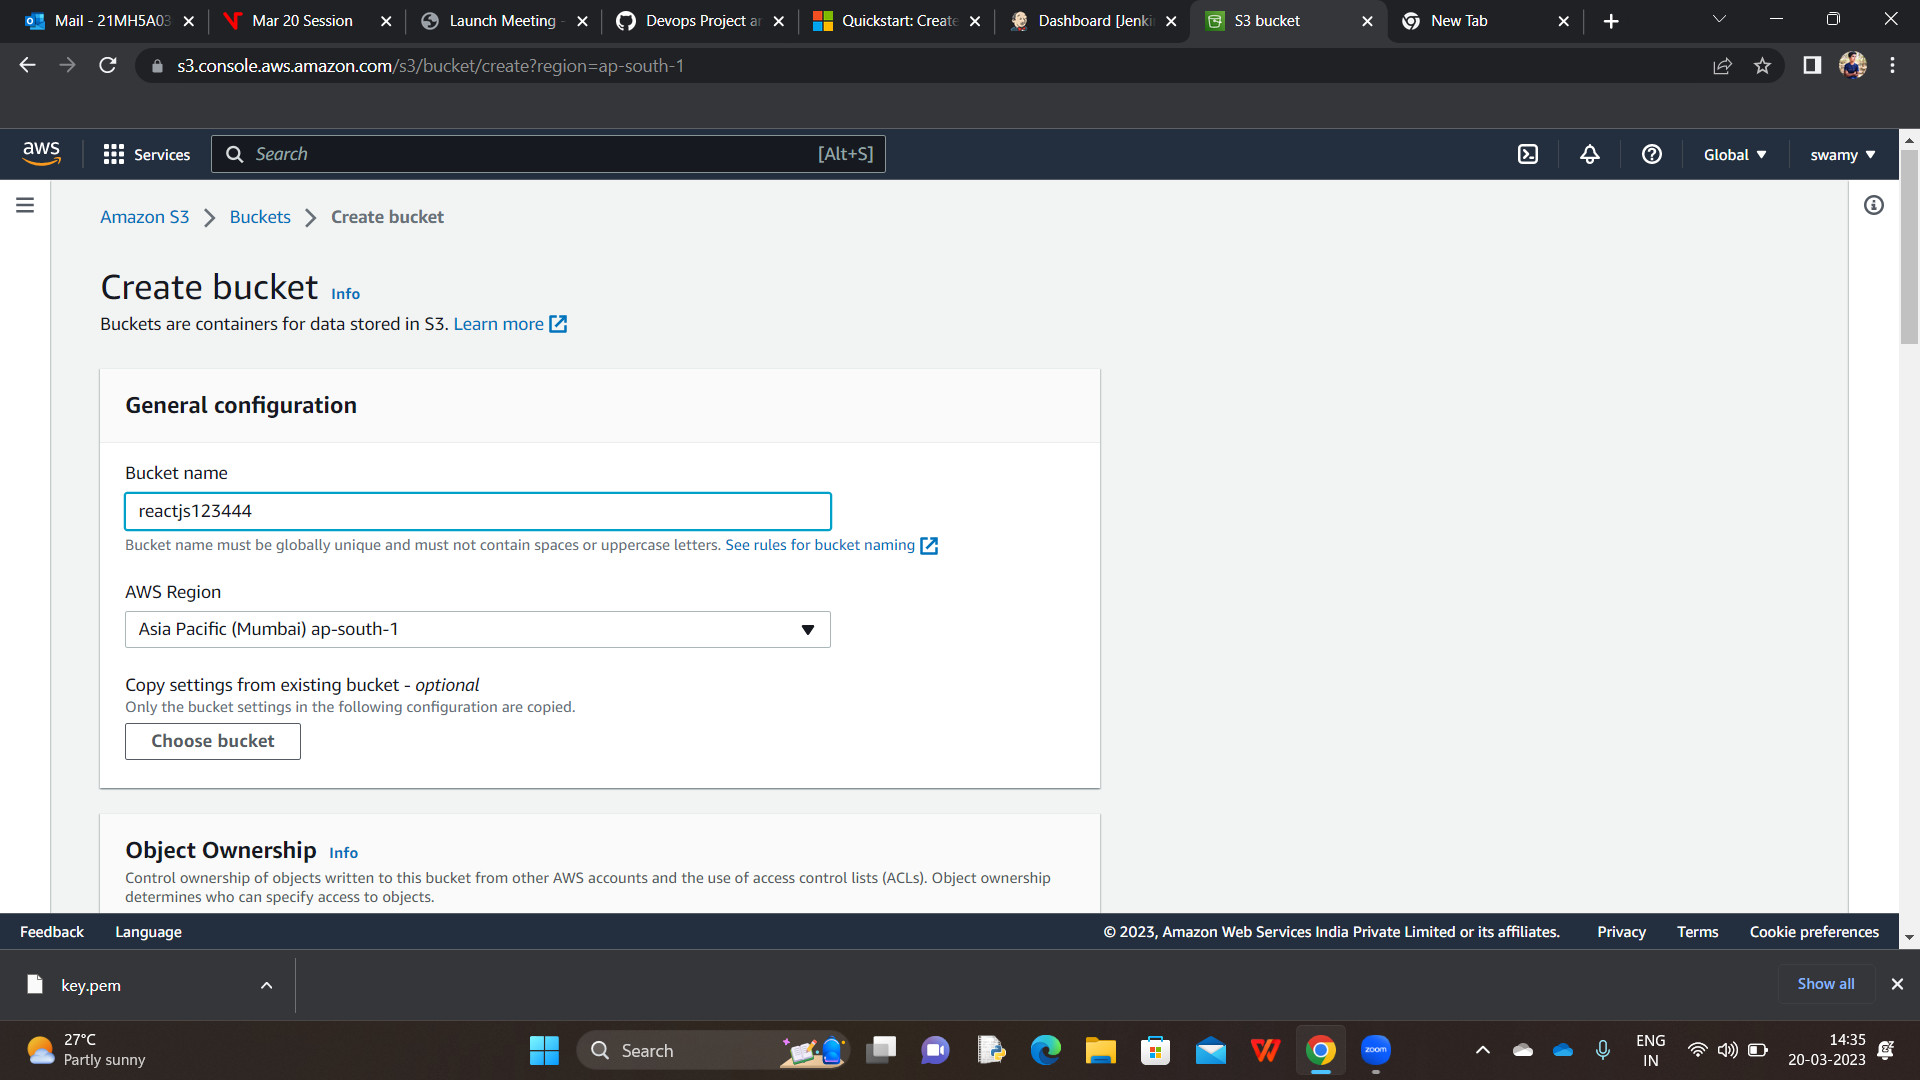 Mail - 21MH5A03
Mar 20 Session
Launch Meeting -
Devops Project ar
Quickstart: Create
Dashboard [Jenki
S3 bucket
New Tab
s3.console.aws.amazon.com/s3/bucket/create?region=ap-south-1
aws
Services
Search
[Alt+S]
Global
swamy
Amazon S3
Buckets
Create bucket
Create bucket Info
Buckets are containers for data stored in S3. Learn more
General configuration
Bucket name
reactjs123444
Bucket name must be globally unique and must not contain spaces or uppercase letters. See rules for bucket naming
AWS Region
Asia Pacific (Mumbai) ap-south-1
Copy settings from existing bucket - optional
Only the bucket settings in the following configuration are copied.
Choose bucket
Object Ownership Info
Control ownership of objects written to this bucket from other AWS accounts and the use of access control lists (ACLs). Object ownership
determines who can specify access to objects.
Feedback
Language
© 2023, Amazon Web Services India Private Limited or its affiliates.
Privacy
Terms
Cookie preferences
key.pem
Show all
27°C
Partly sunny
Search
zoom
ENG
IN
14:35
20-03-2023